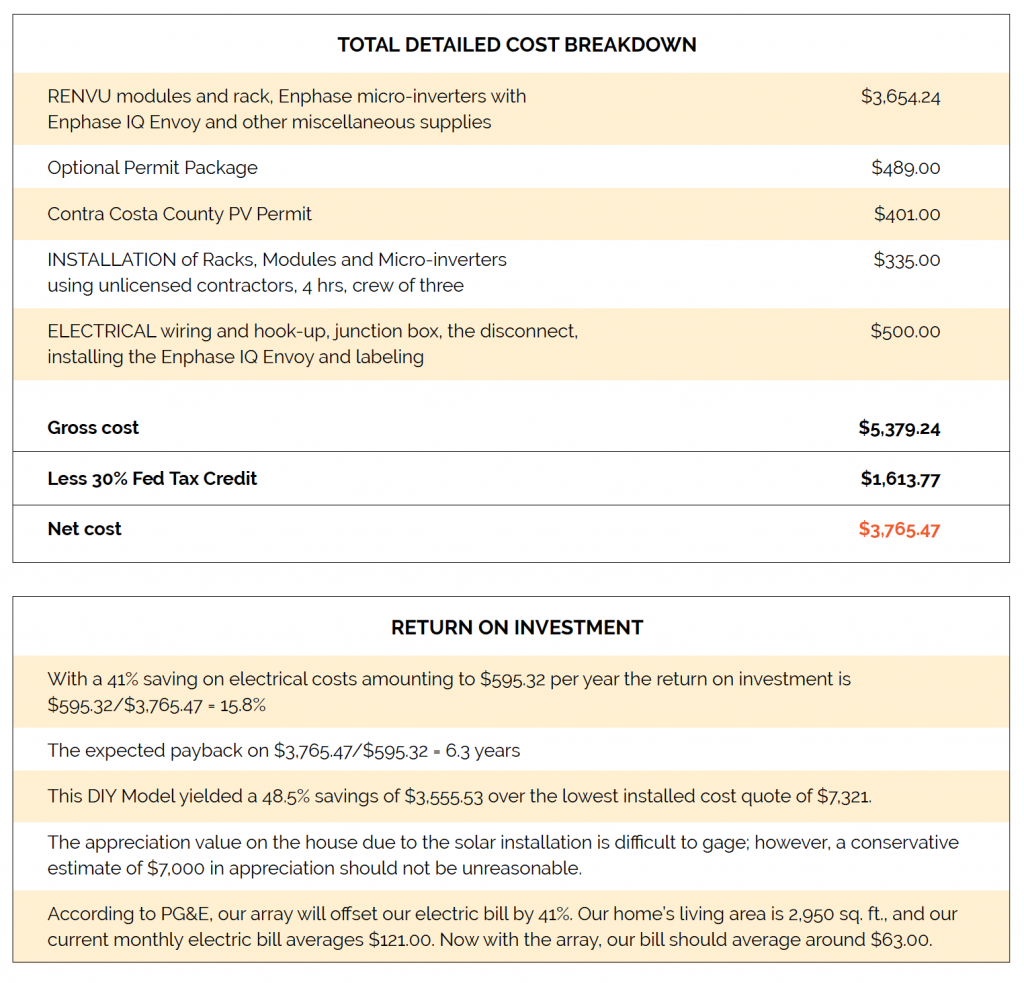 TOTAL DETAILED COST BREAKDOWN
RENVU modules and rack, Enphase micro-inverters with $3,654.24
Enphase IQ Envoy and other miscellaneous supplies
Optional Permit Package $489.00
Contra Costa County PV Permit $401.00
INSTALLATION of Racks, Modules and Micro-inverters $335.00
using unlicensed contractors, 4 hrs, crew of three
ELECTRICAL wiring and hook-up, junction box, the disconnect, $500.00
installing the Enphase IQ Envoy and labeling
Gross cost $5,379.24
Less 30% Fed Tax Credit $1,613.77
Net cost $3,765.47
RETURN ON INVESTMENT
With a 41% saving on electrical costs amounting to $595.32 per year the return on investment is
$595.32/$3,765.47 = 15.8%
The expected payback on $3,765.47/$595.32 = 6.3 years
This DIY Model yielded a 48.5% savings of $3,555.53 over the lowest installed cost quote of $7,321.
The appreciation value on the house due to the solar installation is difficult to gage; however, a conservative
estimate of $7,000 in appreciation should not be unreasonable.
According to PG&E, our array will offset our electric bill by 41%. Our home's living area is 2,950 sq. ft., and our
current monthly electric bill averages $121.00. Now with the array, our bill should average around $63.00.